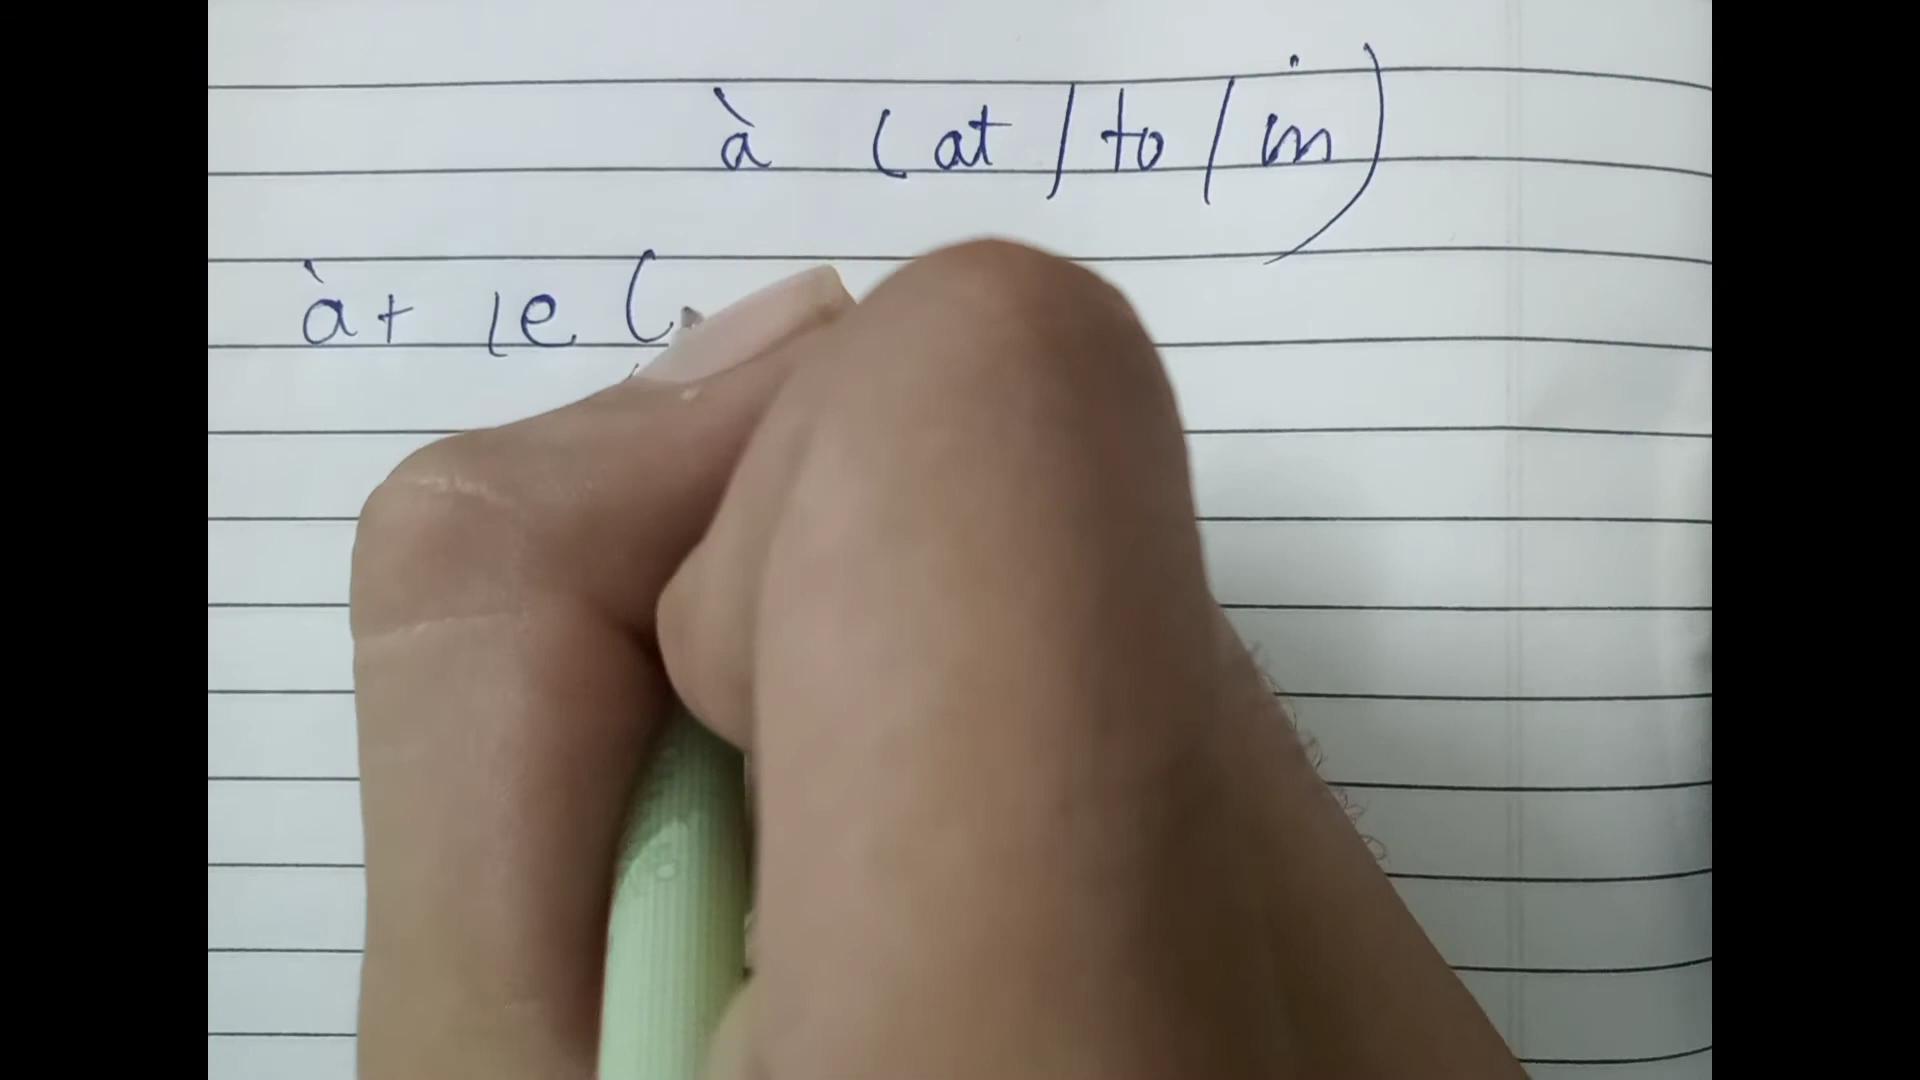 à (at / to / in)
à + le (